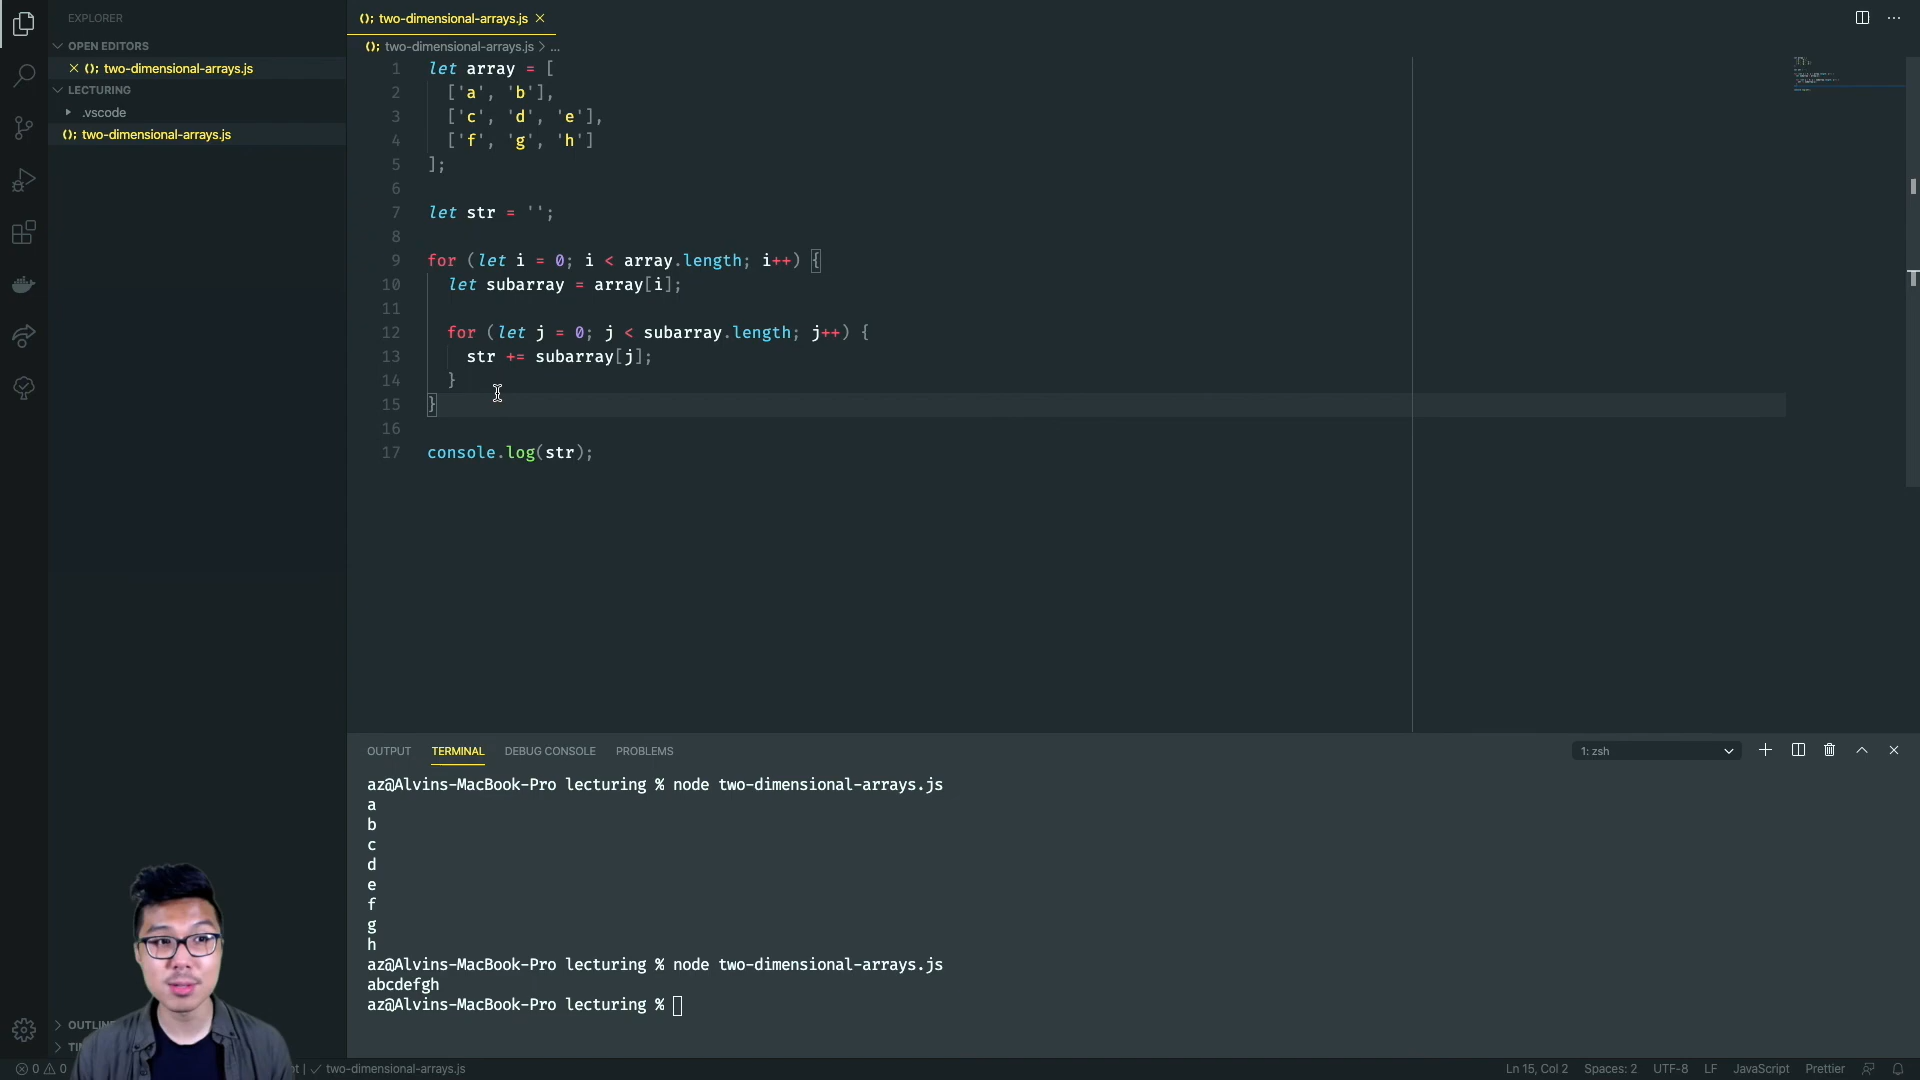 EXPLORER
OPEN EDITORS
(); two-dimensional-arrays.js
LECTURING
.vscode
(); two-dimensional-arrays.js
(); two-dimensional-arrays.js
(); two-dimensional-arrays.js > ...
1 let array = [
2 ['a', 'b'],
3 ['c', 'd', 'e'],
4 ['f', 'g', 'h']
5 ];
6
7 let str = '';
8
9 for (let i = 0; i < array.length; i++) {
10 let subarray = array[i];
11
12 for (let j = 0; j < subarray.length; j++) {
13 str += subarray[j];
14 }
15 }
16
17 console.log(str);
OUTPUT TERMINAL DEBUG CONSOLE PROBLEMS 1: zsh
az@Alvins-MacBook-Pro lecturing % node two-dimensional-arrays.js
a
b
c
d
e
f
g
h
az@Alvins-MacBook-Pro lecturing % node two-dimensional-arrays.js
abcdefgh
az@Alvins-MacBook-Pro lecturing %
0 0 two-dimensional-arrays.js Ln 15, Col 2 Spaces: 2 UTF-8 LF JavaScript Prettier